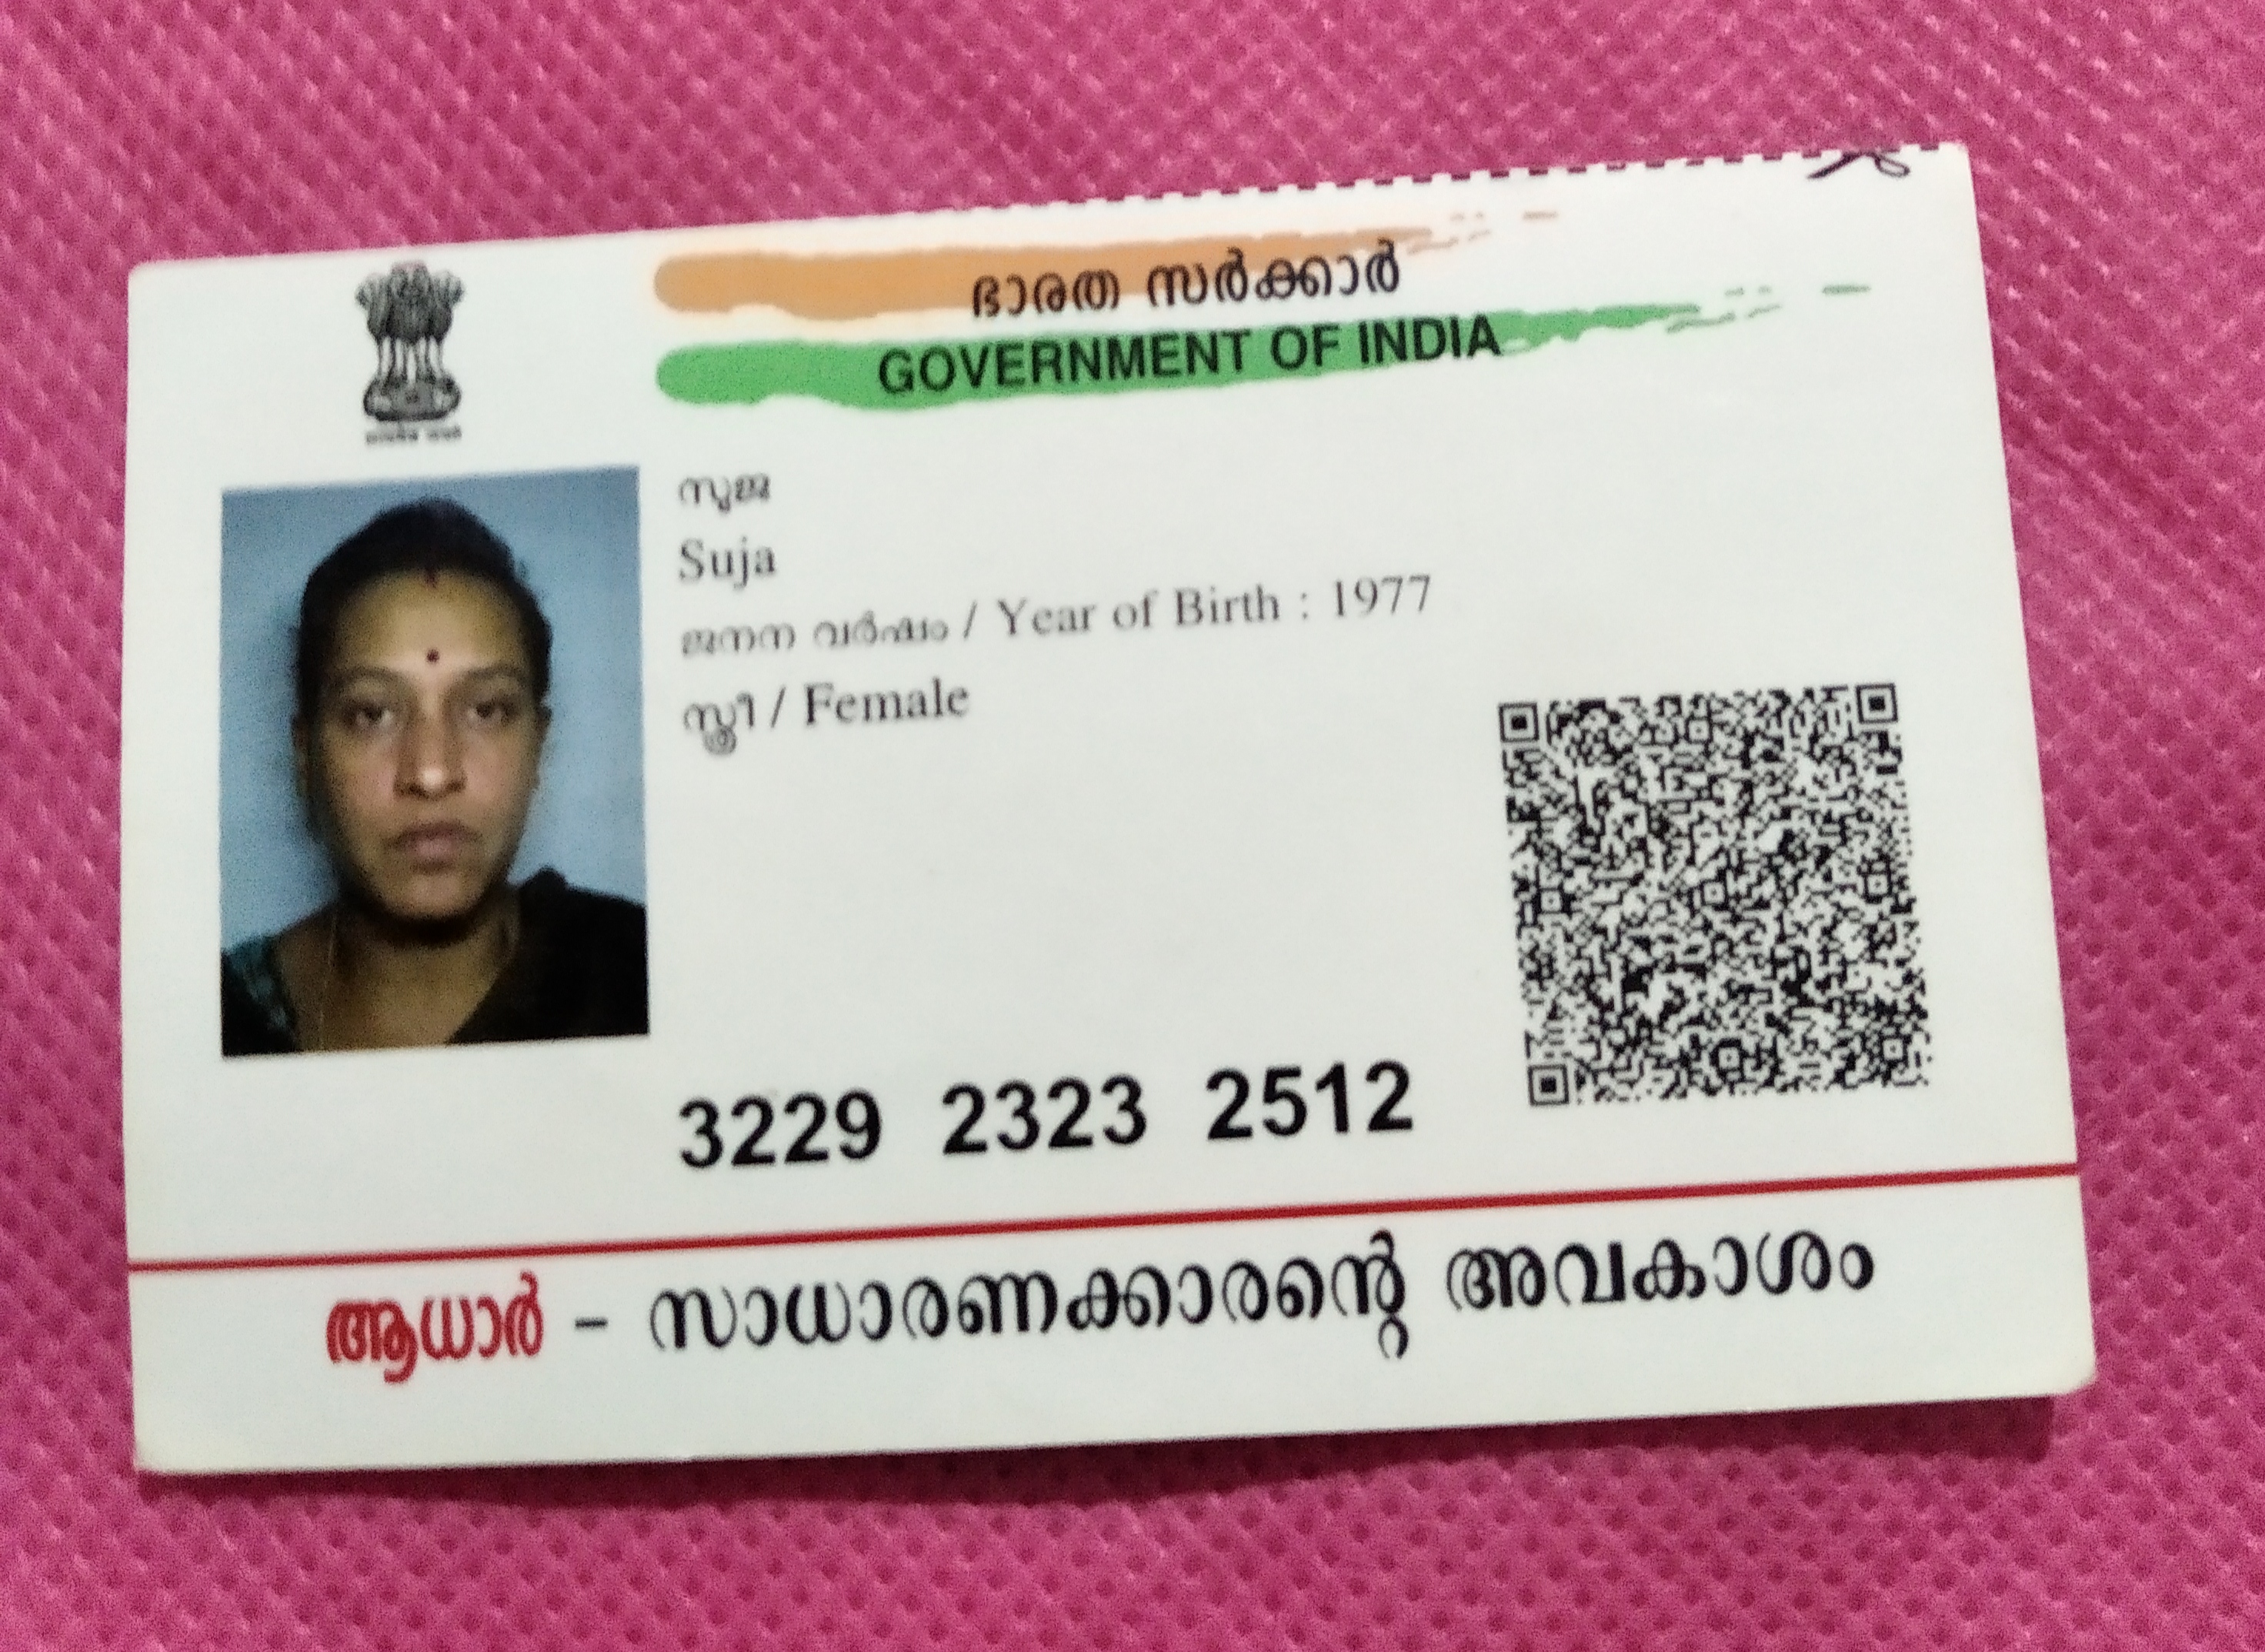 ഭാരത സർക്കാർ
GOVERNMENT OF INDIA
സുജ
Suja
ജനന വർഷം / Year of Birth : 1977
സ്ത്രീ / Female
3229 2323 2512
ആധാർ - സാധാരണക്കാരന്റെ അവകാശം